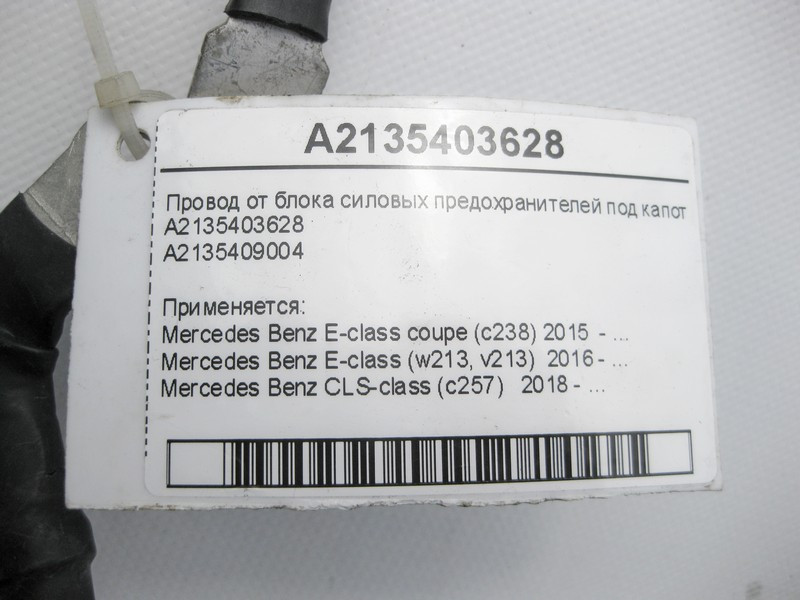 A2135403628
Провод от блока силовых предохранителей под капот
A2135403628
A2135409004
Применяется:
Mercedes Benz E-class coupe (c238) 2015 - ...
Mercedes Benz E-class (w213, v213) 2016 - ...
Mercedes Benz CLS-class (c257) 2018 - ...